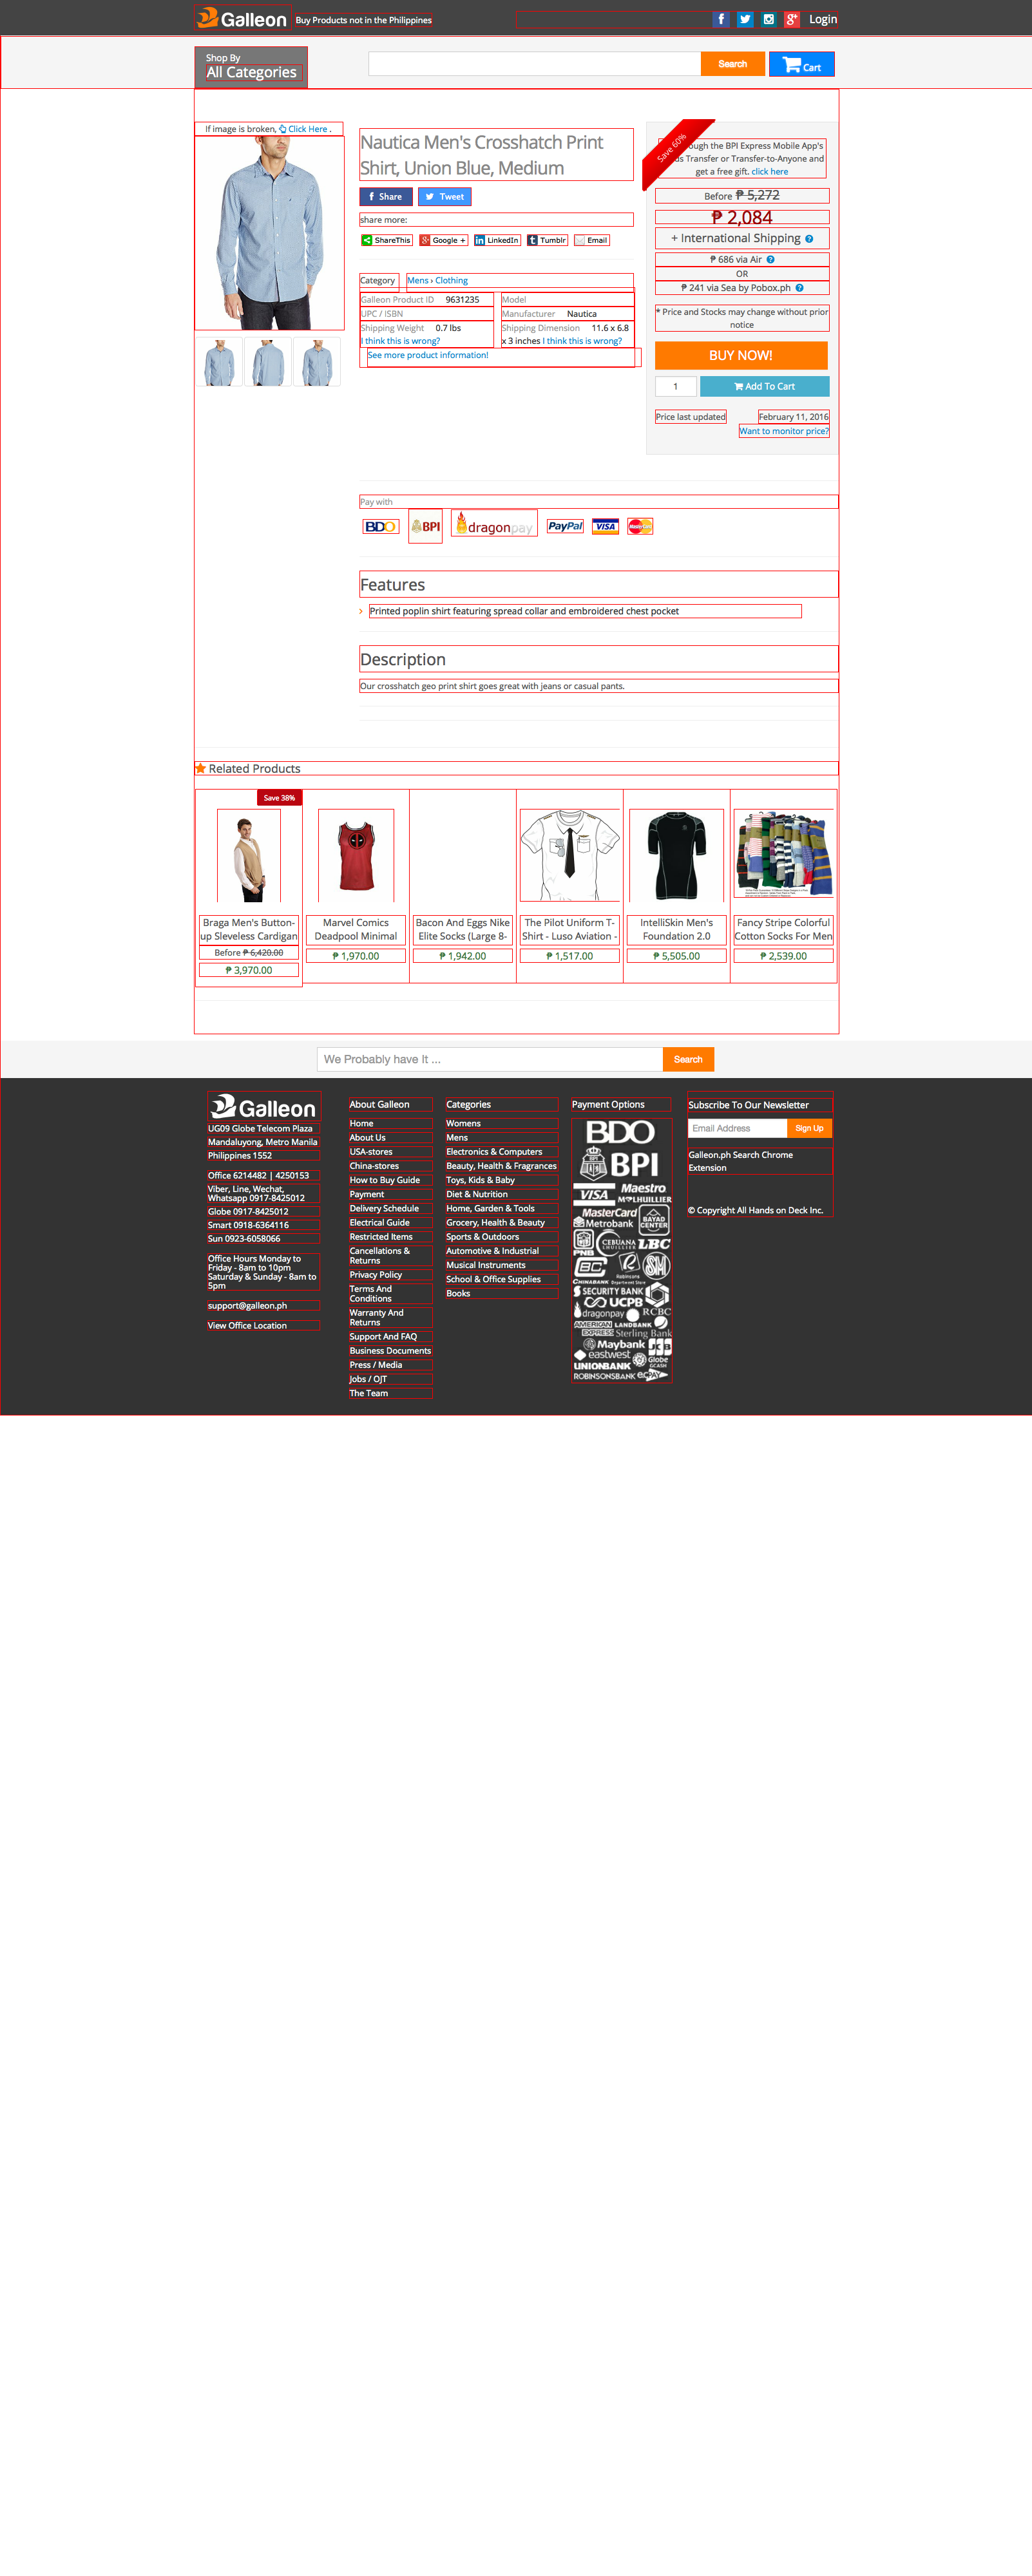 Galleon
Buy Products not in the Philippines
Login
Shop By
All Categories
Search
Cart
If image is broken, Click Here .
Nautica Men's Crosshatch Print
Shirt, Union Blue, Medium
Share
Tweet
share more:
ShareThis
Google +
LinkedIn
Tumblr
Email
Category
Mens › Clothing
Galleon Product ID 9631235
Model
UPC / ISBN
Manufacturer Nautica
Shipping Weight 0.7 lbs
I think this is wrong?
Shipping Dimension 11.6 x 6.8
x 3 inches I think this is wrong?
See more product information!
Save 60%
through the BPI Express Mobile App's
Transfer or Transfer-to-Anyone and
get a free gift. click here
Before ₱ 5,272
₱ 2,084
+ International Shipping
₱ 686 via Air
OR
₱ 241 via Sea by Pobox.ph
* Price and Stocks may change without prior
notice
BUY NOW!
1
Add To Cart
Price last updated
February 11, 2016
Want to monitor price?
Pay with
BDO
BPI
dragonpay
PayPal
VISA
MasterCard
Features
Printed poplin shirt featuring spread collar and embroidered chest pocket
Description
Our crosshatch geo print shirt goes great with jeans or casual pants.
Related Products
Save 38%
Braga Men's Button-
up Sleveless Cardigan
Before ₱ 6,420.00
₱ 3,970.00
Marvel Comics
Deadpool Minimal
₱ 1,970.00
Bacon And Eggs Nike
Elite Socks (Large 8-
₱ 1,942.00
The Pilot Uniform T-
Shirt - Luso Aviation -
₱ 1,517.00
IntelliSkin Men's
Foundation 2.0
₱ 5,505.00
Fancy Stripe Colorful
Cotton Socks For Men
₱ 2,539.00
We Probably have It ...
Search
Galleon
UG09 Globe Telecom Plaza
Mandaluyong, Metro Manila
Philippines 1552
Office 6214482 | 4250153
Viber, Line, Wechat,
Whatsapp 0917-8425012
Globe 0917-8425012
Smart 0918-6364116
Sun 0923-6058066
Office Hours Monday to
Friday - 8am to 10pm
Saturday & Sunday - 8am to
5pm
support@galleon.ph
View Office Location
About Galleon
Home
About Us
USA-stores
China-stores
How to Buy Guide
Payment
Delivery Schedule
Electrical Guide
Restricted Items
Cancellations &
Returns
Privacy Policy
Terms And
Conditions
Warranty And
Returns
Support And FAQ
Business Documents
Press / Media
Jobs / OJT
The Team
Categories
Womens
Mens
Electronics & Computers
Beauty, Health & Fragrances
Toys, Kids & Baby
Diet & Nutrition
Home, Garden & Tools
Grocery, Health & Beauty
Sports & Outdoors
Automotive & Industrial
Musical Instruments
School & Office Supplies
Books
Payment Options
BDO
BPI
VISA
Maestro
MLHUILLIER
MasterCard
Metrobank
BAYAD
CENTER
PNB
CEBUANA
LHUILLIER
LBC
CHINABANK
Robinsons
Department Store
SM
SECURITY BANK
UCPB
dragonpay
RCBC
AMERICAN
EXPRESS
LANDBANK
Sterling Bank
Maybank
JCB
eastwest
UNIONBANK
Globe
GCASH
ROBINSONSBANK
ecPAY
Subscribe To Our Newsletter
Email Address
Sign Up
Galleon.ph Search Chrome
Extension
© Copyright All Hands on Deck Inc.